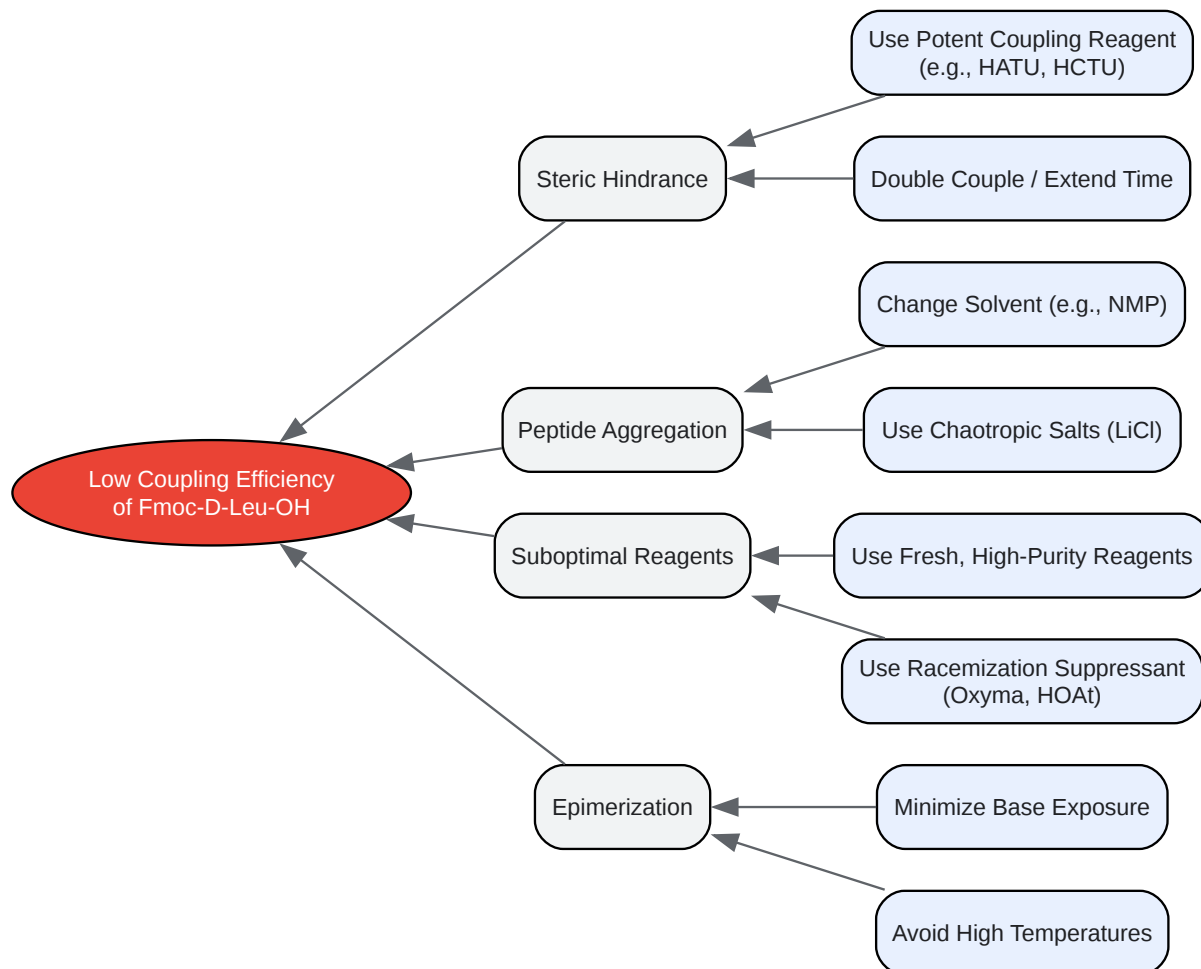 Use Potent Coupling Reagent
(e.g., HATU, HCTU)
Steric Hindrance
Double Couple / Extend Time
Change Solvent (e.g., NMP)
Peptide Aggregation
Use Chaotropic Salts (LiCl)
Low Coupling Efficiency
of Fmoc-D-Leu-OH
Suboptimal Reagents
Use Fresh, High-Purity Reagents
Use Racemization Suppressant
(Oxyma, HOAt)
Epimerization
Minimize Base Exposure
Avoid High Temperatures